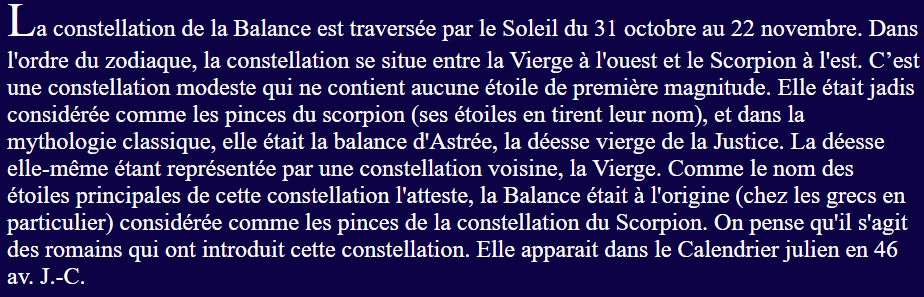 La constellation de la Balance est traversée par le Soleil du 31 octobre au 22 novembre. Dans
l'ordre du zodiaque, la constellation se situe entre la Vierge à l'ouest et le Scorpion à l'est. C’est
une constellation modeste qui ne contient aucune étoile de première magnitude. Elle était jadis
considérée comme les pinces du scorpion (ses étoiles en tirent leur nom), et dans la
mythologie classique, elle était la balance d'Astrée, la déesse vierge de la Justice. La déesse
elle-même étant représentée par une constellation voisine, la Vierge. Comme le nom des
étoiles principales de cette constellation l'atteste, la Balance était à l'origine (chez les grecs en
particulier) considérée comme les pinces de la constellation du Scorpion. On pense qu'il s'agit
des romains qui ont introduit cette constellation. Elle apparait dans le Calendrier julien en 46
av. J.-C.